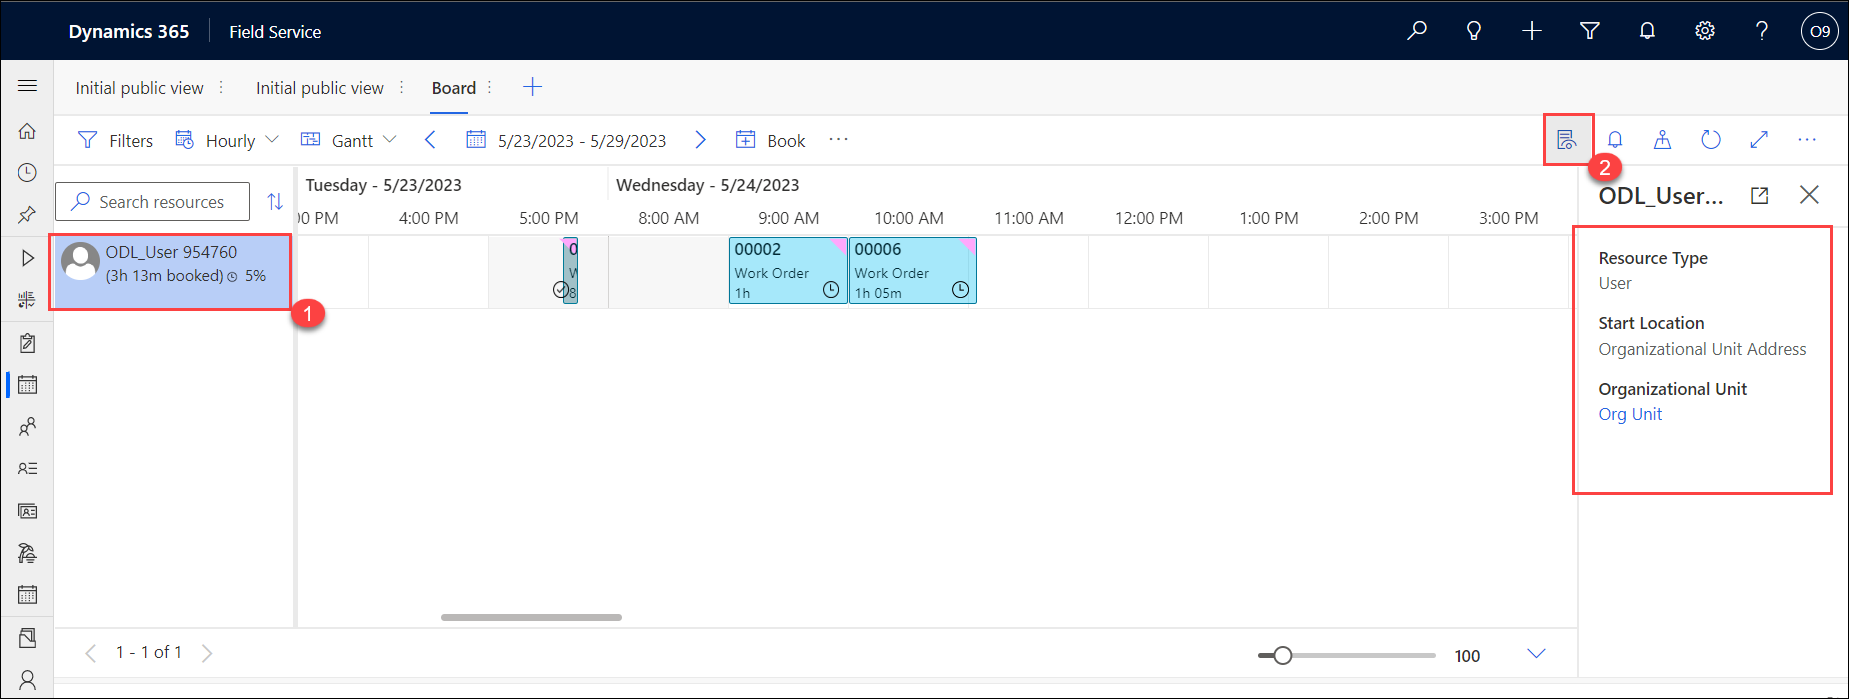 Dynamics 365 Field Service O9
Initial public view Initial public view Board
Filters Hourly Gantt 5/23/2023 - 5/29/2023 Book
2
Search resources Tuesday - 5/23/2023 Wednesday - 5/24/2023
00 PM 4:00 PM 5:00 PM 8:00 AM 9:00 AM 10:00 AM 11:00 AM 12:00 PM 1:00 PM 2:00 PM 3:00 PM
ODL_User 954760
(3h 13m booked) 5%
1
0
W
8
00002
Work Order
1h
00006
Work Order
1h 05m
ODL_User...
Resource Type
User
Start Location
Organizational Unit Address
Organizational Unit
Org Unit
1 - 1 of 1 100